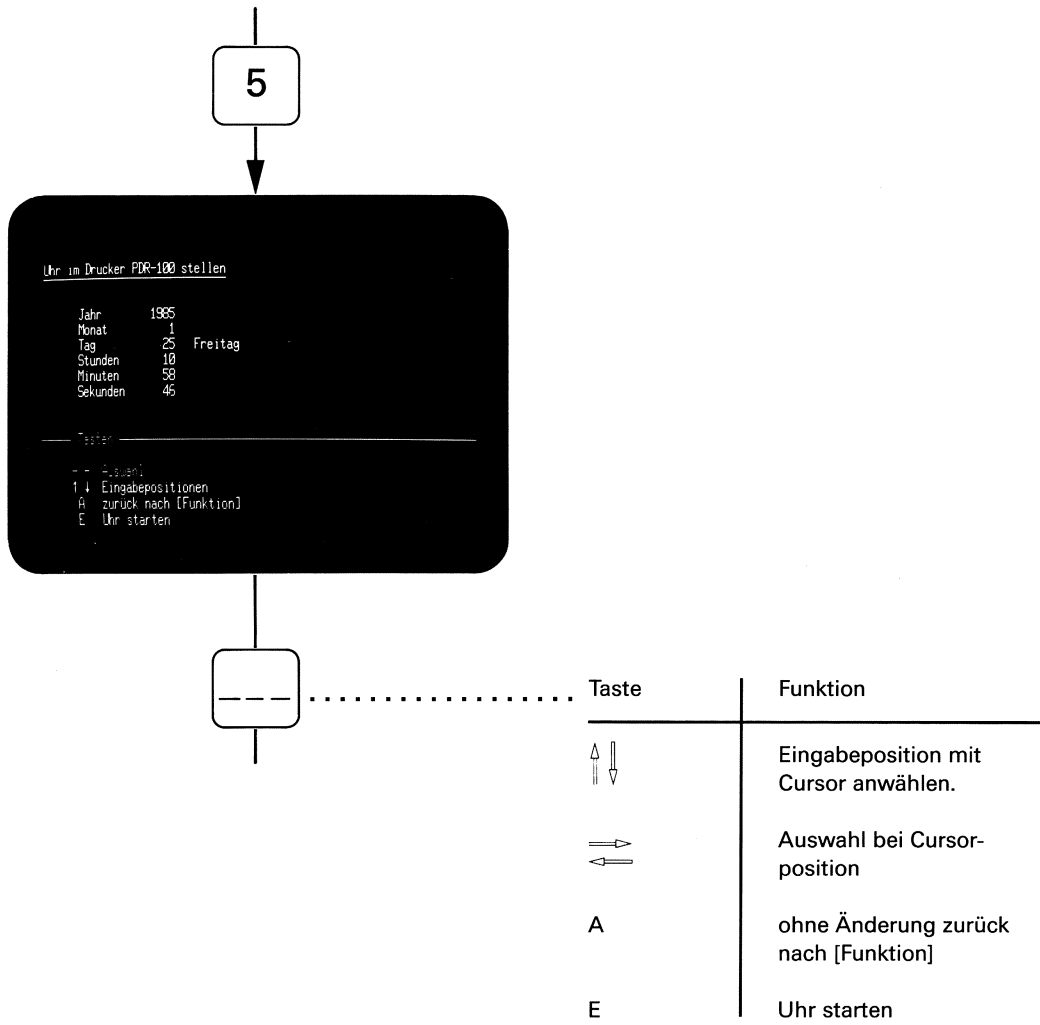 5
Uhr im Drucker PDR-100 stellen
Jahr 1985
Monat 1
Tag 25 Freitag
Stunden 10
Minuten 58
Sekunden 46
Tasten
Auswahl
↑ ↓ Eingabepositionen
A zurück nach [Funktion]
E Uhr starten
Taste Funktion
⇑ ⇓ Eingabeposition mit
Cursor anwählen.
⇒ Auswahl bei Cursor-
⇐ position
A ohne Änderung zurück
nach [Funktion]
E Uhr starten